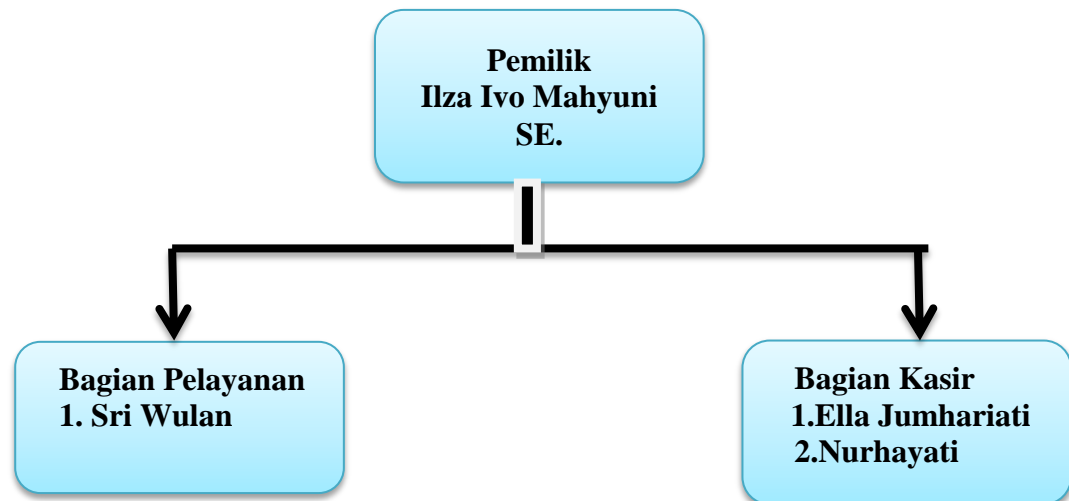 Pemilik
Ilza Ivo Mahyuni
SE.
Bagian Pelayanan
1. Sri Wulan
Bagian Kasir
1.Ella Jumhariati
2.Nurhayati